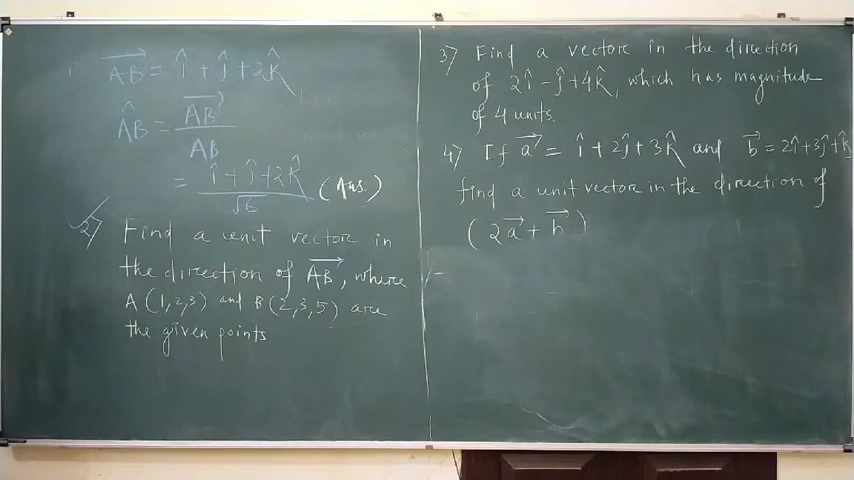 AB = î + ĵ + 2k̂
ÂB = AB / AB
= î + ĵ + 2k̂ / √6 (Ans.)
2) Find a unit vector in
the direction of AB, where
A (1,2,3) and B (2,3,5) are
the given points
3) Find a vector in the direction
of 2î - ĵ + 4k̂, which has magnitude
of 4 units.
4) If a = î + 2ĵ + 3k̂ and b = 2î + 3ĵ + k̂
find a unit vector in the direction of
(2a + b)